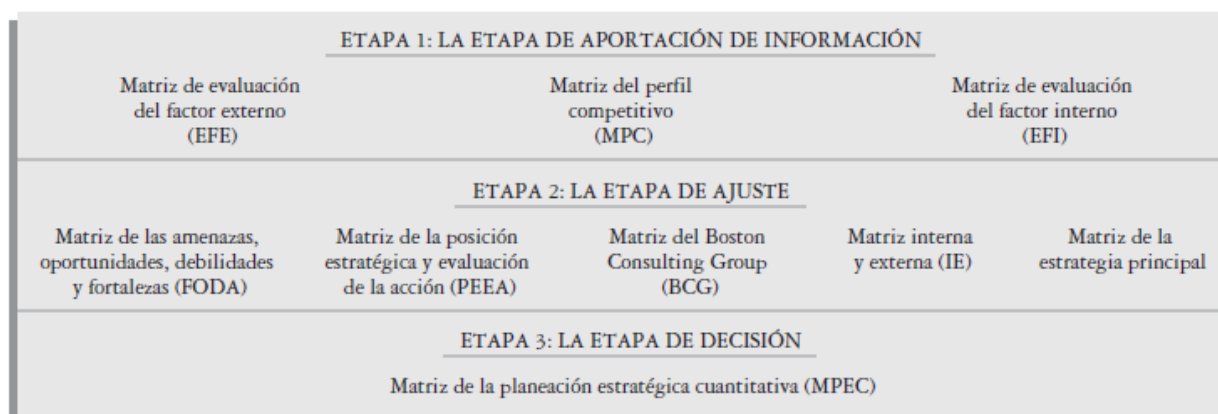 ETAPA 1: LA ETAPA DE APORTACIÓN DE INFORMACIÓN
Matriz de evaluación
del factor externo
(EFE)
Matriz del perfil
competitivo
(MPC)
Matriz de evaluación
del factor interno
(EFI)
ETAPA 2: LA ETAPA DE AJUSTE
Matriz de las amenazas,
oportunidades, debilidades
y fortalezas (FODA)
Matriz de la posición
estratégica y evaluación
de la acción (PEEA)
Matriz del Boston
Consulting Group
(BCG)
Matriz interna
y externa (IE)
Matriz de la
estrategia principal
ETAPA 3: LA ETAPA DE DECISIÓN
Matriz de la planeación estratégica cuantitativa (MPEC)